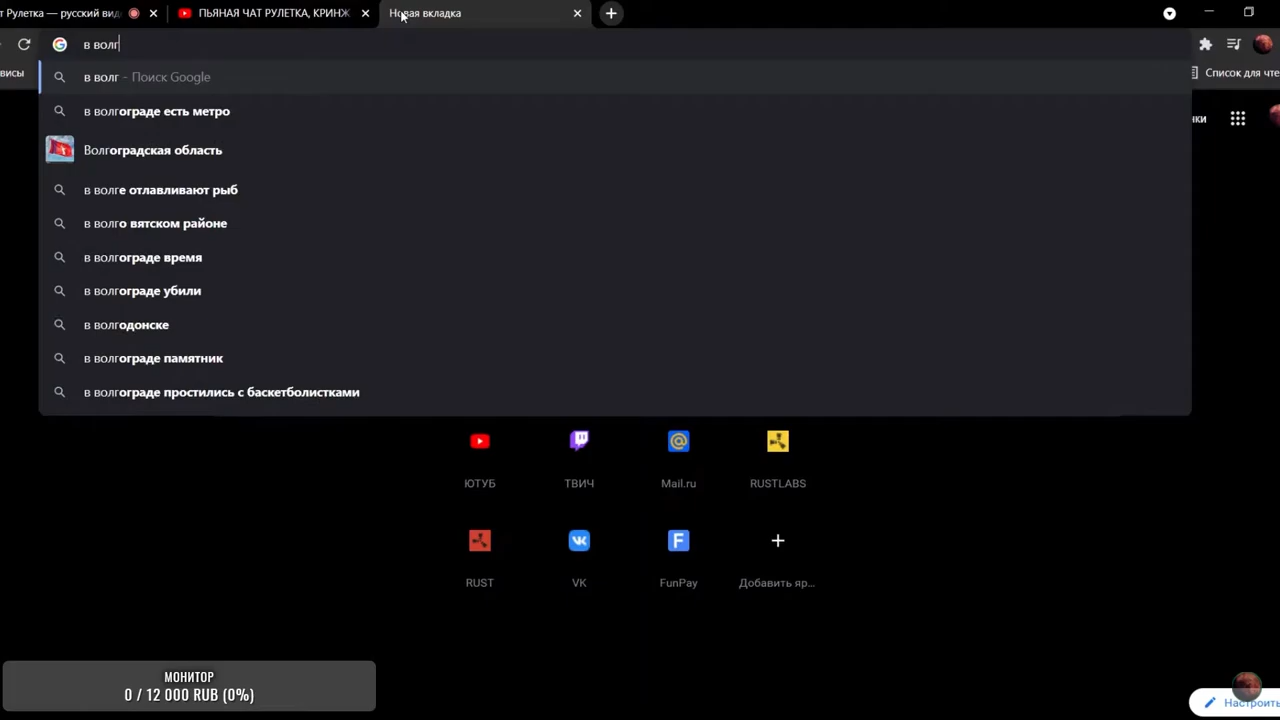 т Рулетка — русский вид
ПЬЯНАЯ ЧАТ РУЛЕТКА, КРИНЖ
Новая вкладка
в волг
висы
Список для чте
в волг - Поиск Google
в волгограде есть метро
нки
Волгоградская область
в волге отлавливают рыб
в волго вятском районе
в волгограде время
в волгограде убили
в волгодонске
в волгограде памятник
в волгограде простились с баскетболистками
ЮТУБ
ТВИЧ
Mail.ru
RUSTLABS
RUST
VK
FunPay
Добавить яр...
МОНИТОР
0 / 12 000 RUB (0%)
Настроить